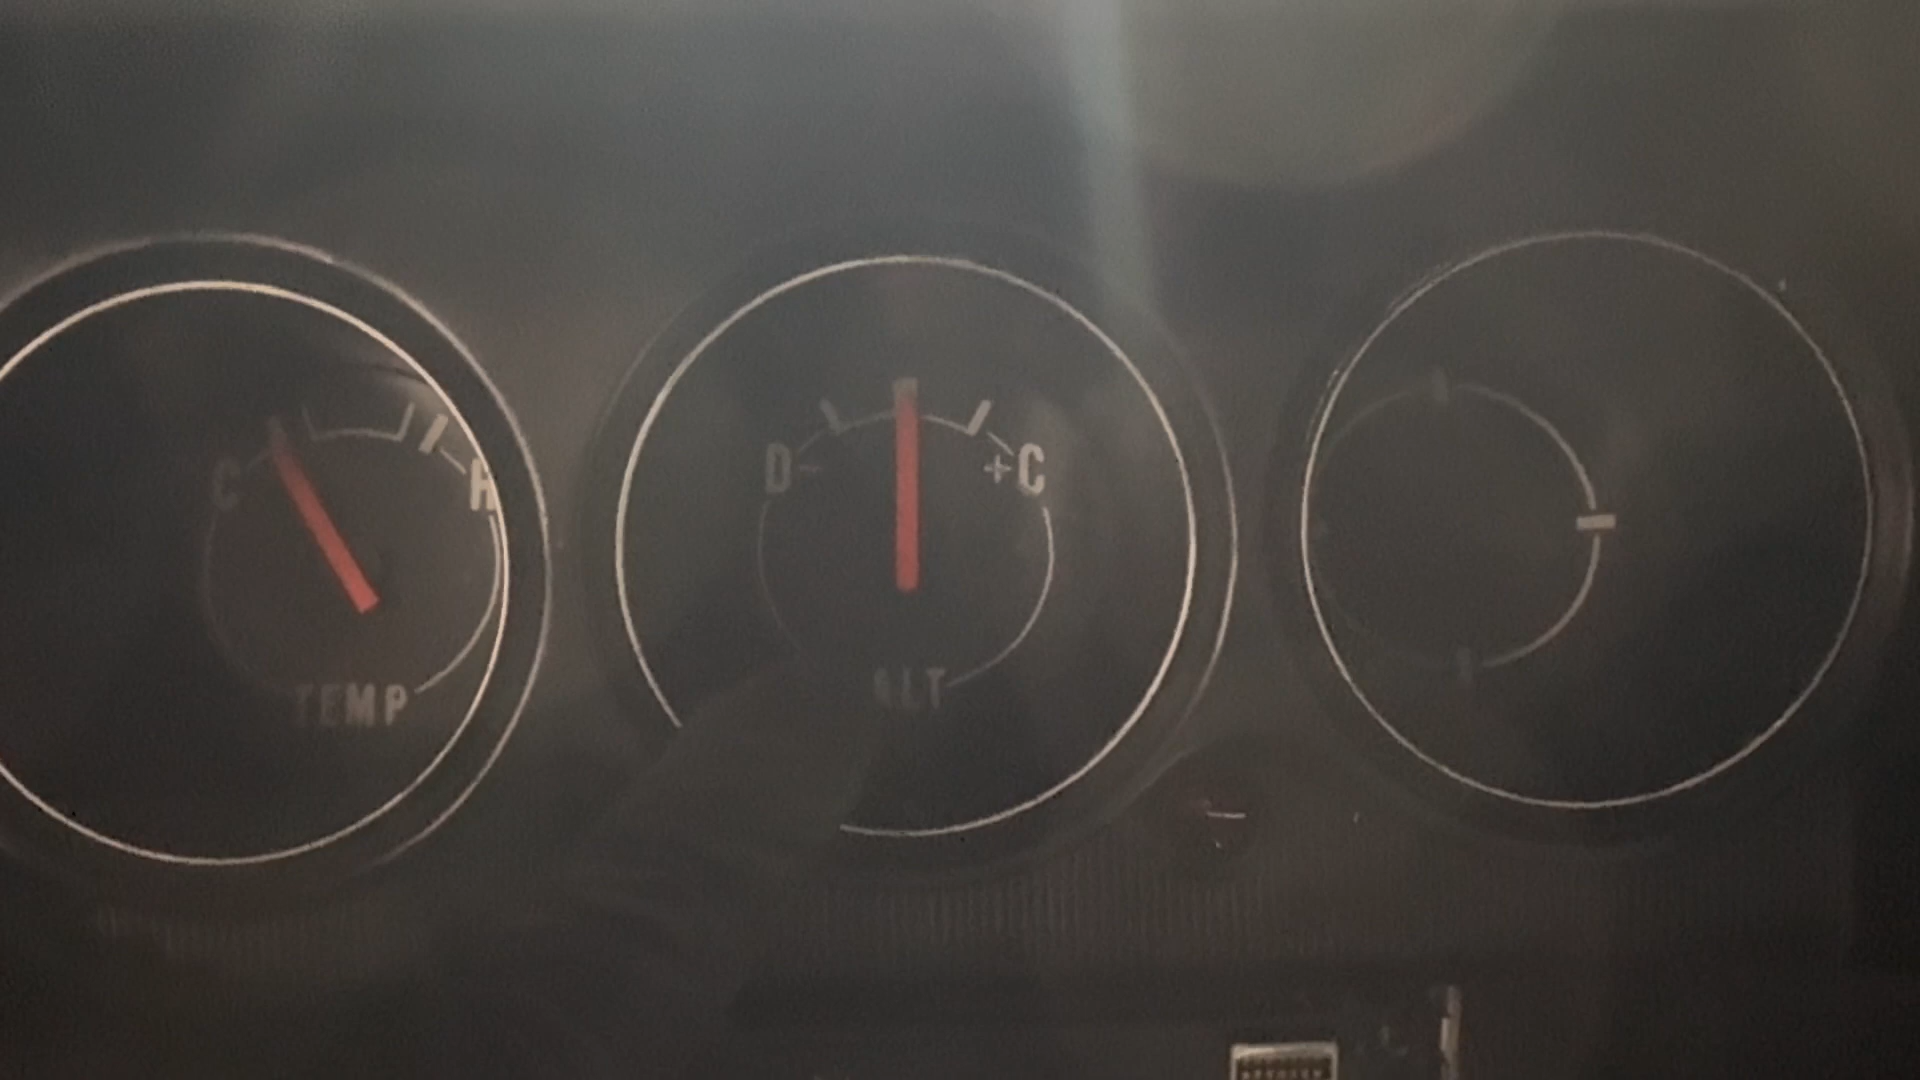 C H
TEMP
D- +C
ALT